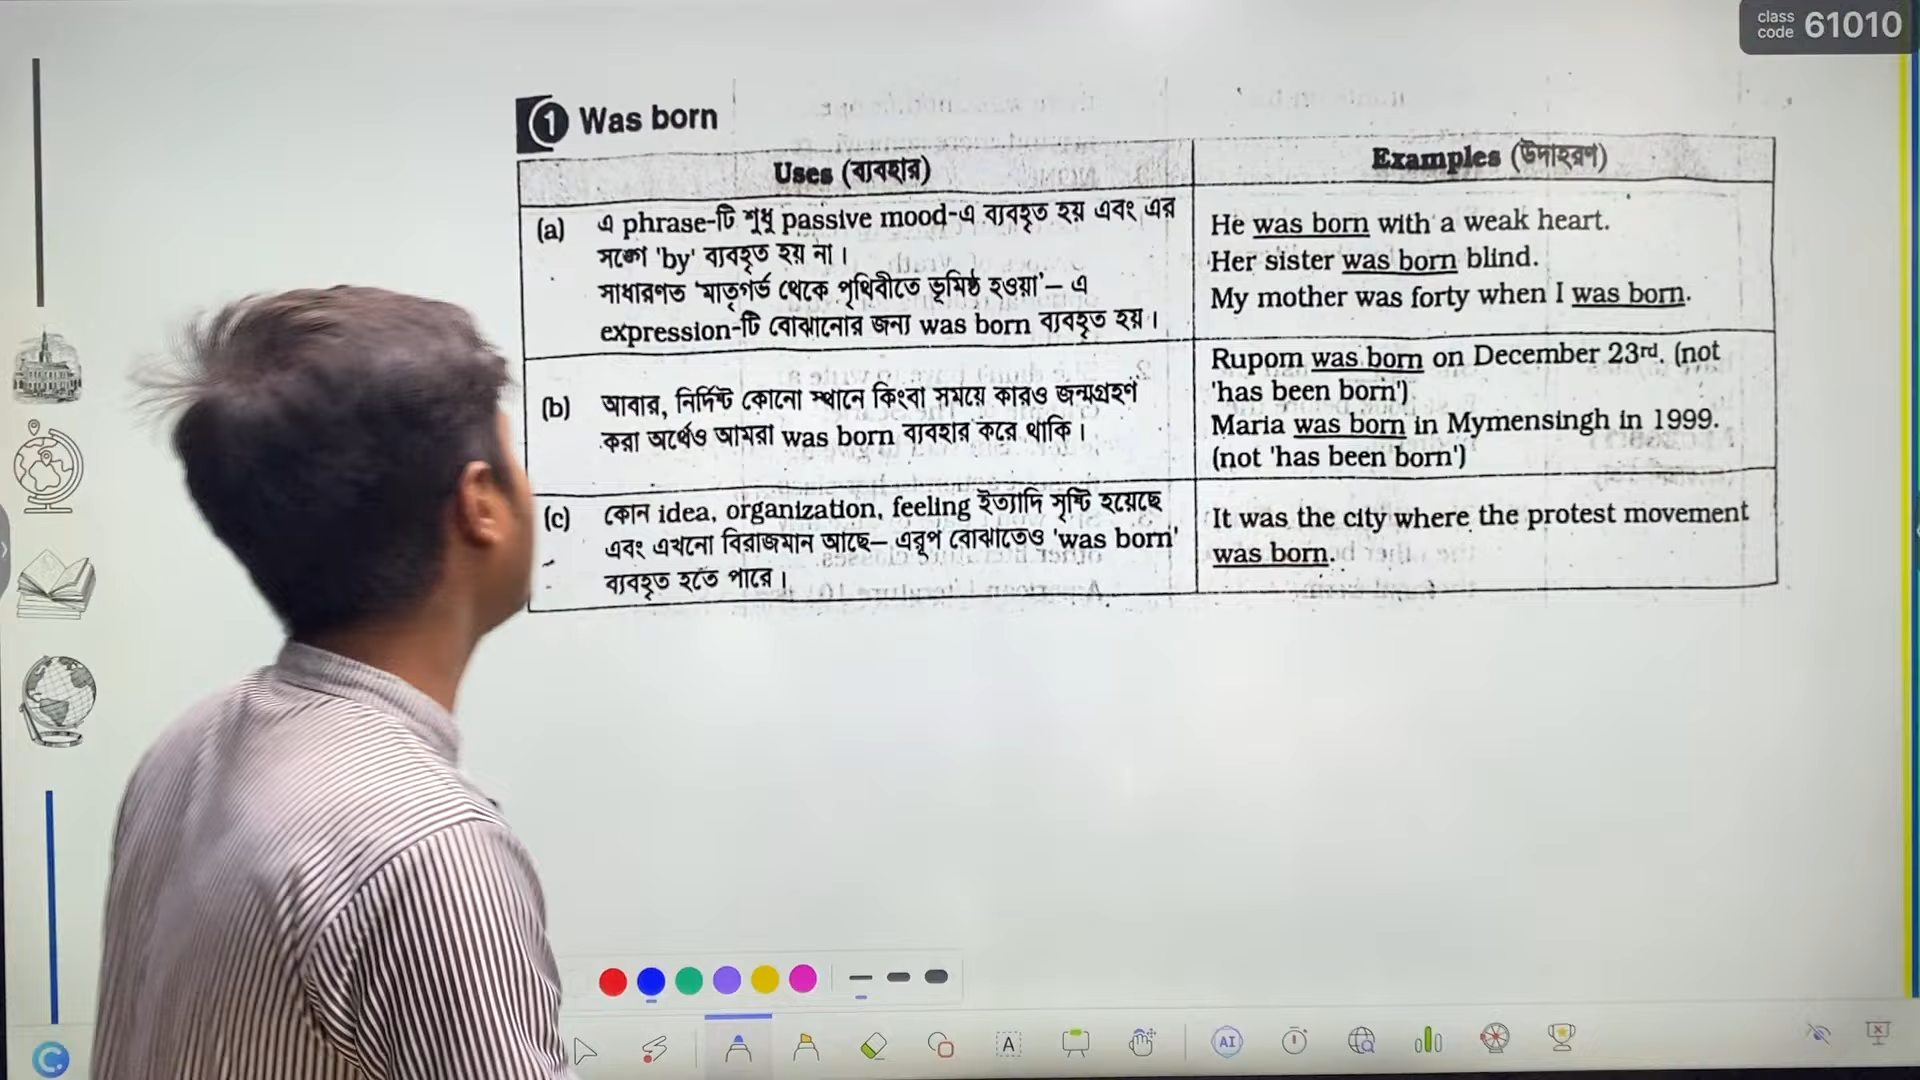 class code 61010
1 Was born
Uses (ব্যবহার)
Examples (উদাহরণ)
(a) এ phrase-টি শুধু passive mood-এ ব্যবহৃত হয় এবং এর
সঙ্গে 'by' ব্যবহৃত হয় না।
সাধারণত 'মাতৃগর্ভ থেকে পৃথিবীতে ভূমিষ্ঠ হওয়া'– এ
expression-টি বোঝানোর জন্য was born ব্যবহৃত হয়।
He was born with a weak heart.
Her sister was born blind.
My mother was forty when I was born.
(b) আবার, নির্দিষ্ট কোনো স্থানে কিংবা সময়ে কারও জন্মগ্রহণ
করা অর্থেও আমরা was born ব্যবহার করে থাকি।
Rupom was born on December 23rd. (not
'has been born')
Maria was born in Mymensingh in 1999.
(not 'has been born')
(c) কোন idea, organization, feeling ইত্যাদি সৃষ্টি হয়েছে
এবং এখনো বিরাজমান আছে– এরূপ বোঝাতেও 'was born'
ব্যবহৃত হতে পারে।
It was the city where the protest movement
was born.
A
AI